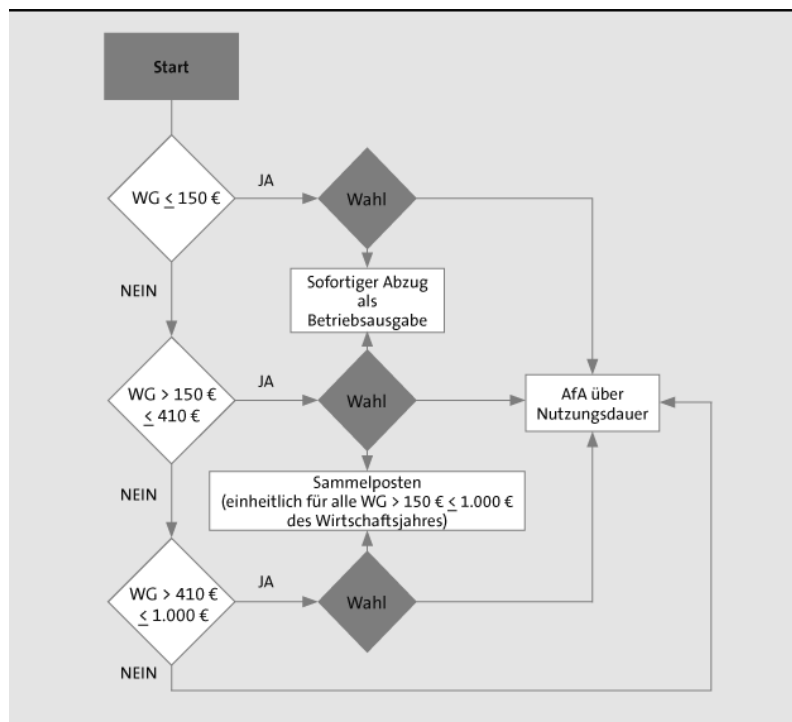 Start
WG ≤ 150 €
JA
Wahl
NEIN
Sofortiger Abzug
als
Betriebsausgabe
WG > 150 €
≤ 410 €
JA
Wahl
AfA über
Nutzungsdauer
NEIN
Sammelposten
(einheitlich für alle WG > 150 € ≤ 1.000 €
des Wirtschaftsjahres)
WG > 410 €
≤ 1.000 €
JA
Wahl
NEIN